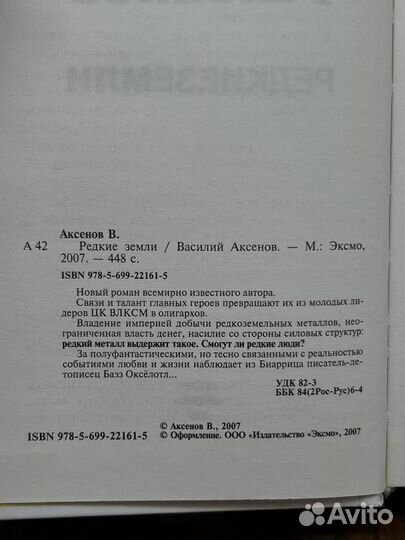 Аксенов В.
А 42 Редкие земли / Василий Аксенов. — М.: Эксмо,
2007. — 448 с.
ISBN 978-5-699-22161-5
Новый роман всемирно известного автора.
Связи и талант главных героев превращают их из молодых ли-
деров ЦК ВЛКСМ в олигархов.
Владение империей добычи редкоземельных металлов, нео-
граниченная власть денег, насилие со стороны силовых структур:
редкий металл выдержит такое. Смогут ли редкие люди?
За полуфантастическими, но тесно связанными с реальностью
событиями любви и жизни наблюдает из Биаррица писатель-ле-
тописец Базз Оксёлотл...
УДК 82-3
ББК 84(2Рос-Рус)6-4
© Аксенов В., 2007
ISBN 978-5-699-22161-5 © Оформление. ООО «Издательство «Эксмо», 2007
Avito